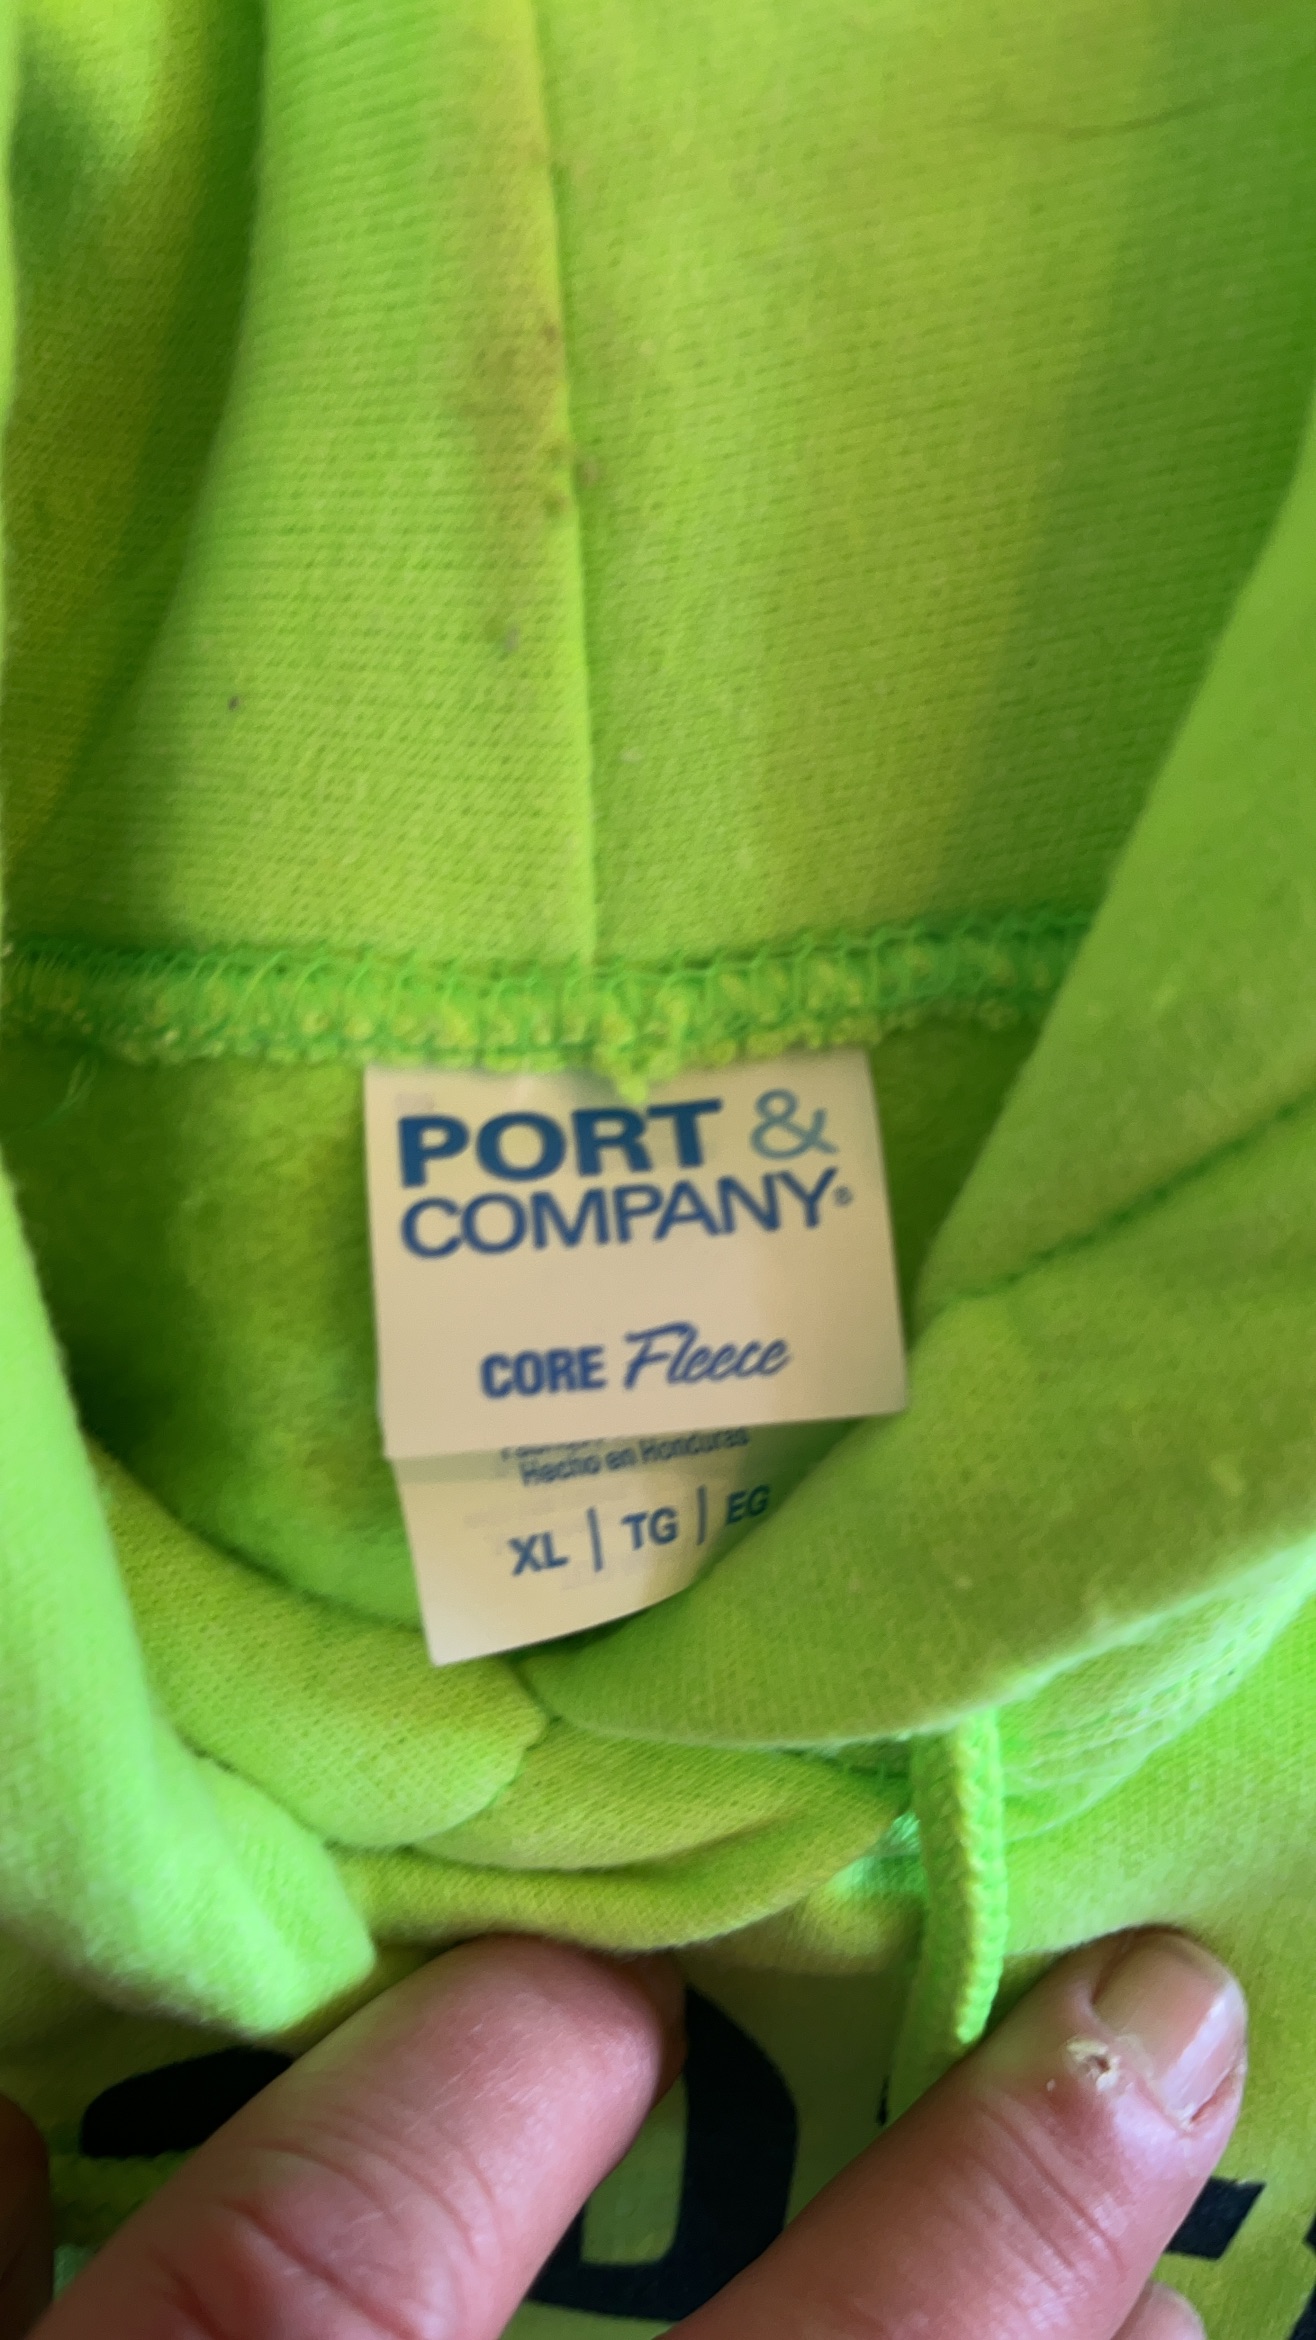 PORT &
COMPANY®
CORE Fleece
Hecho en Honduras
XL | TG | EG